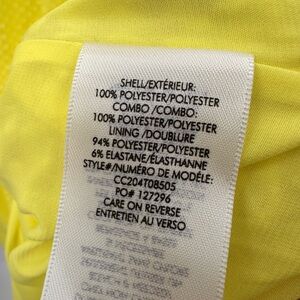 SHELL/EXTÉRIEUR:
100% POLYESTER/POLYESTER
COMBO /COMBO:
100% POLYESTER/POLYESTER
LINING /DOUBLURE
94% POLYESTER/POLYESTER
6% ELASTANE/ÉLASTHANNE
STYLE#/NUMÉRO DE MODÈLE:
CC204T0B505
PO# 127296
CARE ON REVERSE
ENTRETIEN AU VERSO